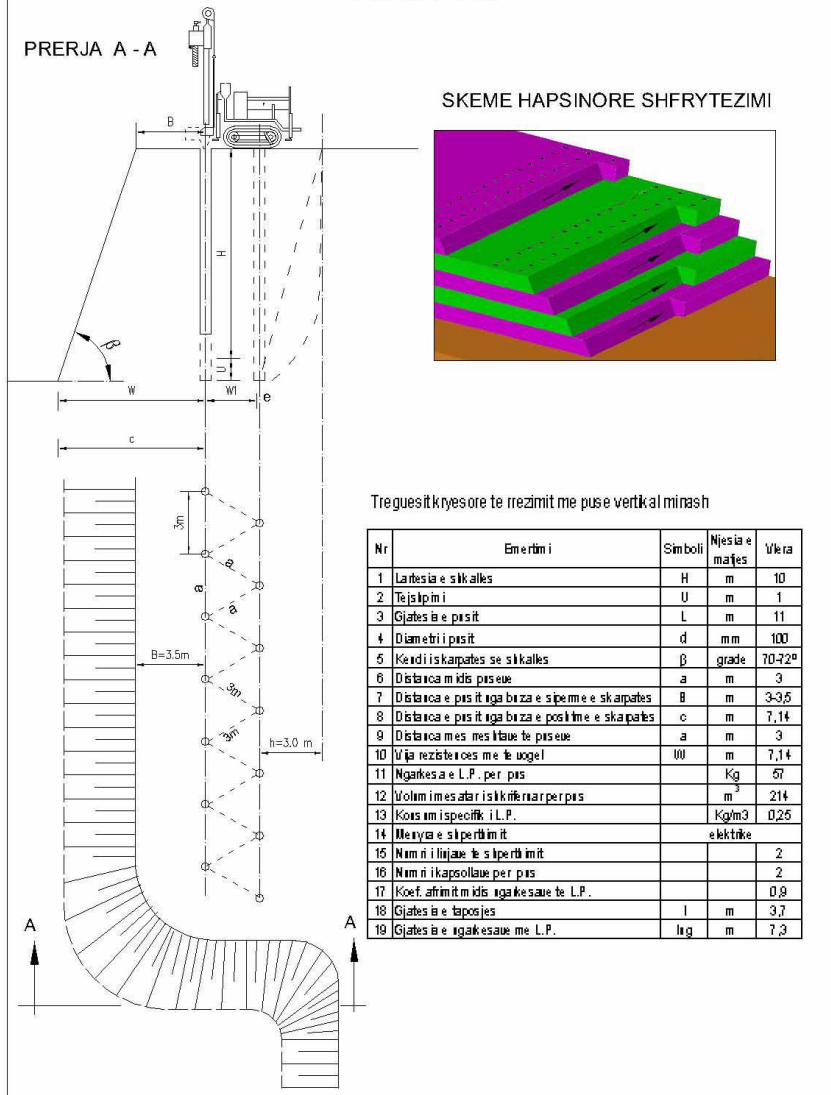 PRERJA A - A
B
SKEME HAPSINORE SHFRYTEZIMI
H
β
U
W
W1
e
c
3m
a
a
a
B=3.5m
3m
3m
h=3.0 m
A
A
Treguesit kryesore te rrezimit me puse vertikal minash
Nr Emertimi Simboli Njesia e matjes Vlera
1 Lartesia e shkalles H m 10
2 Tejshpimi U m 1
3 Gjatesia e pusit L m 11
4 Diametri i pusit d mm 100
5 Kendi i skarpates se shkalles β grade 70-72º
6 Distanca midis puseve a m 3
7 Distanca e pusit nga buza e siperme e skarpates B m 3-3,5
8 Distanca e pusit nga buza e poshtme e skarpates c m 7,14
9 Distanca mes rreshtave te puseve a m 3
10 Vija rezistences me te vogel W m 7,14
11 Ngarkesa e L.P. per pus Kg 57
12 Volumi mesatar i shkrifernar per pus m3 214
13 Konsumi specifik i L.P. Kg/m3 0,25
14 Menyra e shperthimit elektrike
15 Numri i linjave te shperthimit 2
16 Numri i kapsollave per pus 2
17 Koef. afrimit midis ngarkesave te L.P. 0,9
18 Gjatesia e taposjes l m 3,7
19 Gjatesia e ngarkesave me L.P. lng m 7,3